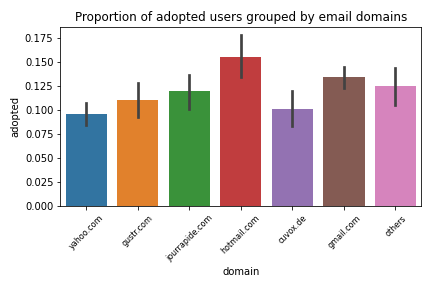 Proportion of adopted users grouped by email domains
adopted
0.175
0.150
0.125
0.100
0.075
0.050
0.025
0.000
yahoo.com
gustr.com
jourrapide.com
hotmail.com
cuvox.de
gmail.com
others
domain